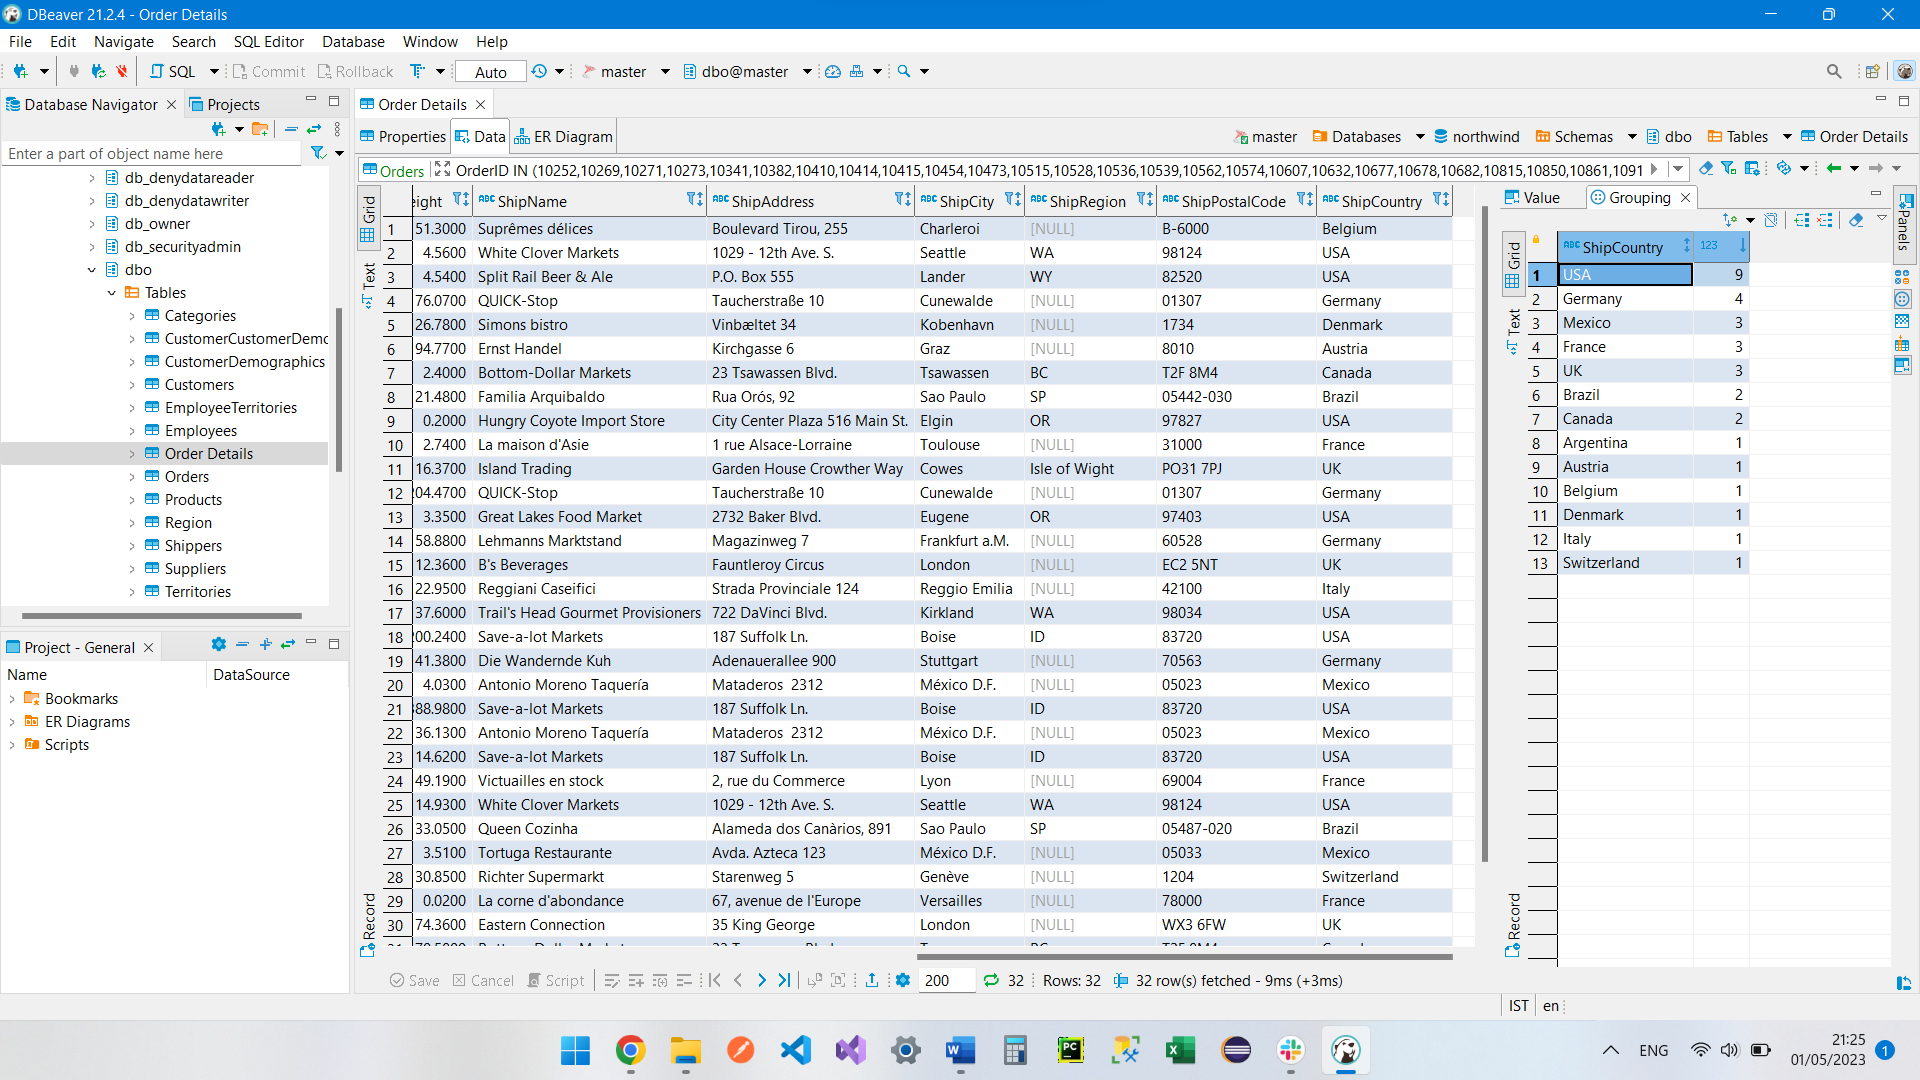 DBeaver 21.2.4 - Order Details
File Edit Navigate Search SQL Editor Database Window Help
SQL Commit Rollback Auto master dbo@master
Database Navigator Projects
Enter a part of object name here
db_denydatareader
db_denydatawriter
db_owner
db_securityadmin
dbo
Tables
Categories
CustomerCustomerDemo
CustomerDemographics
Customers
EmployeeTerritories
Employees
Order Details
Orders
Products
Region
Shippers
Suppliers
Territories
Project - General
Name DataSource
Bookmarks
ER Diagrams
Scripts
Order Details
Properties Data ER Diagram master Databases northwind Schemas dbo Tables Order Details
Orders OrderID IN (10252,10269,10271,10273,10341,10382,10410,10414,10415,10454,10473,10515,10528,10536,10539,10562,10574,10607,10632,10677,10678,10682,10815,10850,10861,1091
Grid
Text
Record
eight ABC ShipName ABC ShipAddress ABC ShipCity ABC ShipRegion ABC ShipPostalCode ABC ShipCountry
1 51.3000 Suprêmes délices Boulevard Tirou, 255 Charleroi [NULL] B-6000 Belgium
2 4.5600 White Clover Markets 1029 - 12th Ave. S. Seattle WA 98124 USA
3 4.5400 Split Rail Beer & Ale P.O. Box 555 Lander WY 82520 USA
4 76.0700 QUICK-Stop Taucherstraße 10 Cunewalde [NULL] 01307 Germany
5 26.7800 Simons bistro Vinbæltet 34 Kobenhavn [NULL] 1734 Denmark
6 94.7700 Ernst Handel Kirchgasse 6 Graz [NULL] 8010 Austria
7 2.4000 Bottom-Dollar Markets 23 Tsawassen Blvd. Tsawassen BC T2F 8M4 Canada
8 21.4800 Familia Arquibaldo Rua Orós, 92 Sao Paulo SP 05442-030 Brazil
9 0.2000 Hungry Coyote Import Store City Center Plaza 516 Main St. Elgin OR 97827 USA
10 2.7400 La maison d'Asie 1 rue Alsace-Lorraine Toulouse [NULL] 31000 France
11 16.3700 Island Trading Garden House Crowther Way Cowes Isle of Wight PO31 7PJ UK
12 204.4700 QUICK-Stop Taucherstraße 10 Cunewalde [NULL] 01307 Germany
13 3.3500 Great Lakes Food Market 2732 Baker Blvd. Eugene OR 97403 USA
14 58.8800 Lehmanns Marktstand Magazinweg 7 Frankfurt a.M. [NULL] 60528 Germany
15 12.3600 B's Beverages Fauntleroy Circus London [NULL] EC2 5NT UK
16 22.9500 Reggiani Caseifici Strada Provinciale 124 Reggio Emilia [NULL] 42100 Italy
17 37.6000 Trail's Head Gourmet Provisioners 722 DaVinci Blvd. Kirkland WA 98034 USA
18 200.2400 Save-a-lot Markets 187 Suffolk Ln. Boise ID 83720 USA
19 41.3800 Die Wandernde Kuh Adenauerallee 900 Stuttgart [NULL] 70563 Germany
20 4.0300 Antonio Moreno Taquería Mataderos  2312 México D.F. [NULL] 05023 Mexico
21 388.9800 Save-a-lot Markets 187 Suffolk Ln. Boise ID 83720 USA
22 36.1300 Antonio Moreno Taquería Mataderos  2312 México D.F. [NULL] 05023 Mexico
23 14.6200 Save-a-lot Markets 187 Suffolk Ln. Boise ID 83720 USA
24 49.1900 Victuailles en stock 2, rue du Commerce Lyon [NULL] 69004 France
25 14.9300 White Clover Markets 1029 - 12th Ave. S. Seattle WA 98124 USA
26 33.0500 Queen Cozinha Alameda dos Canàrios, 891 Sao Paulo SP 05487-020 Brazil
27 3.5100 Tortuga Restaurante Avda. Azteca 123 México D.F. [NULL] 05033 Mexico
28 30.8500 Richter Supermarkt Starenweg 5 Genève [NULL] 1204 Switzerland
29 0.0200 La corne d'abondance 67, avenue de l'Europe Versailles [NULL] 78000 France
30 74.3600 Eastern Connection 35 King George London [NULL] WX3 6FW UK
Save Cancel Script 200 32 Rows: 32 32 row(s) fetched - 9ms (+3ms)
Value Grouping
Panels
Grid
Text
Record
ABC ShipCountry 123
1 USA 9
2 Germany 4
3 Mexico 3
4 France 3
5 UK 3
6 Brazil 2
7 Canada 2
8 Argentina 1
9 Austria 1
10 Belgium 1
11 Denmark 1
12 Italy 1
13 Switzerland 1
IST en
ENG 21:25
01/05/2023 1